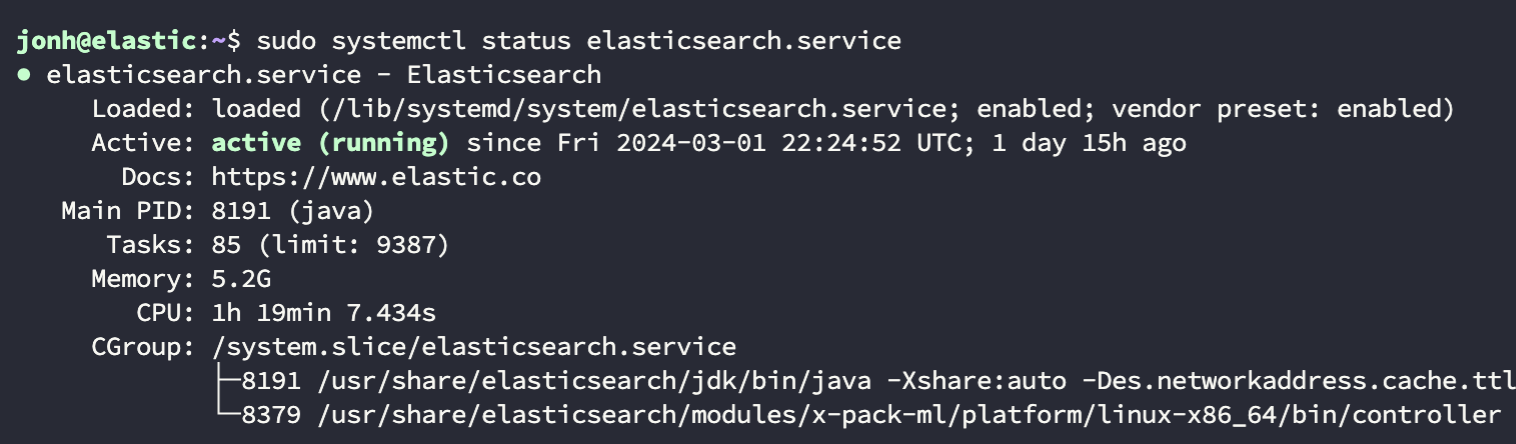 jonh@elastic:~$ sudo systemctl status elasticsearch.service
● elasticsearch.service - Elasticsearch
Loaded: loaded (/lib/systemd/system/elasticsearch.service; enabled; vendor preset: enabled)
Active: active (running) since Fri 2024-03-01 22:24:52 UTC; 1 day 15h ago
Docs: https://www.elastic.co
Main PID: 8191 (java)
Tasks: 85 (limit: 9387)
Memory: 5.2G
CPU: 1h 19min 7.434s
CGroup: /system.slice/elasticsearch.service
├─8191 /usr/share/elasticsearch/jdk/bin/java -Xshare:auto -Des.networkaddress.cache.ttl
└─8379 /usr/share/elasticsearch/modules/x-pack-ml/platform/linux-x86_64/bin/controller